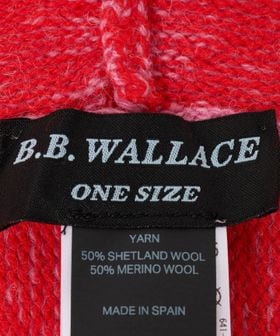 B.B. WALLACE
ONE SIZE
YARN
50% SHETLAND WOOL
50% MERINO WOOL
MADE IN SPAIN